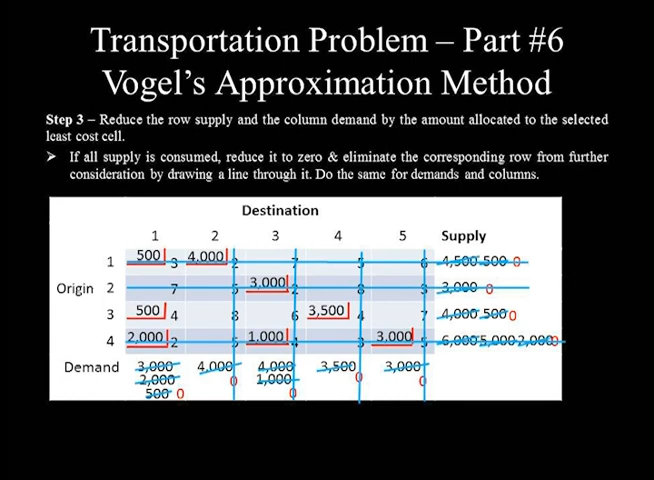 Transportation Problem – Part #6
Vogel's Approximation Method
Step 3 – Reduce the row supply and the column demand by the amount allocated to the selected
least cost cell.
➢ If all supply is consumed, reduce it to zero & eliminate the corresponding row from further
consideration by drawing a line through it. Do the same for demands and columns.
Destination
1 2 3 4 5 Supply
1 500 3 4,000 2 7 5 6 4,500 500 0
Origin 2 7 5 3,000 2 8 3 3,000 0
3 500 4 8 6 3,500 4 7 4,000 500 0
4 2,000 2 5 1,000 4 3 3,000 6,000 5,000 2,000 0
Demand 3,000 4,000 4,000 3,500 3,000
2,000 0 1,000 0 0
500 0 0